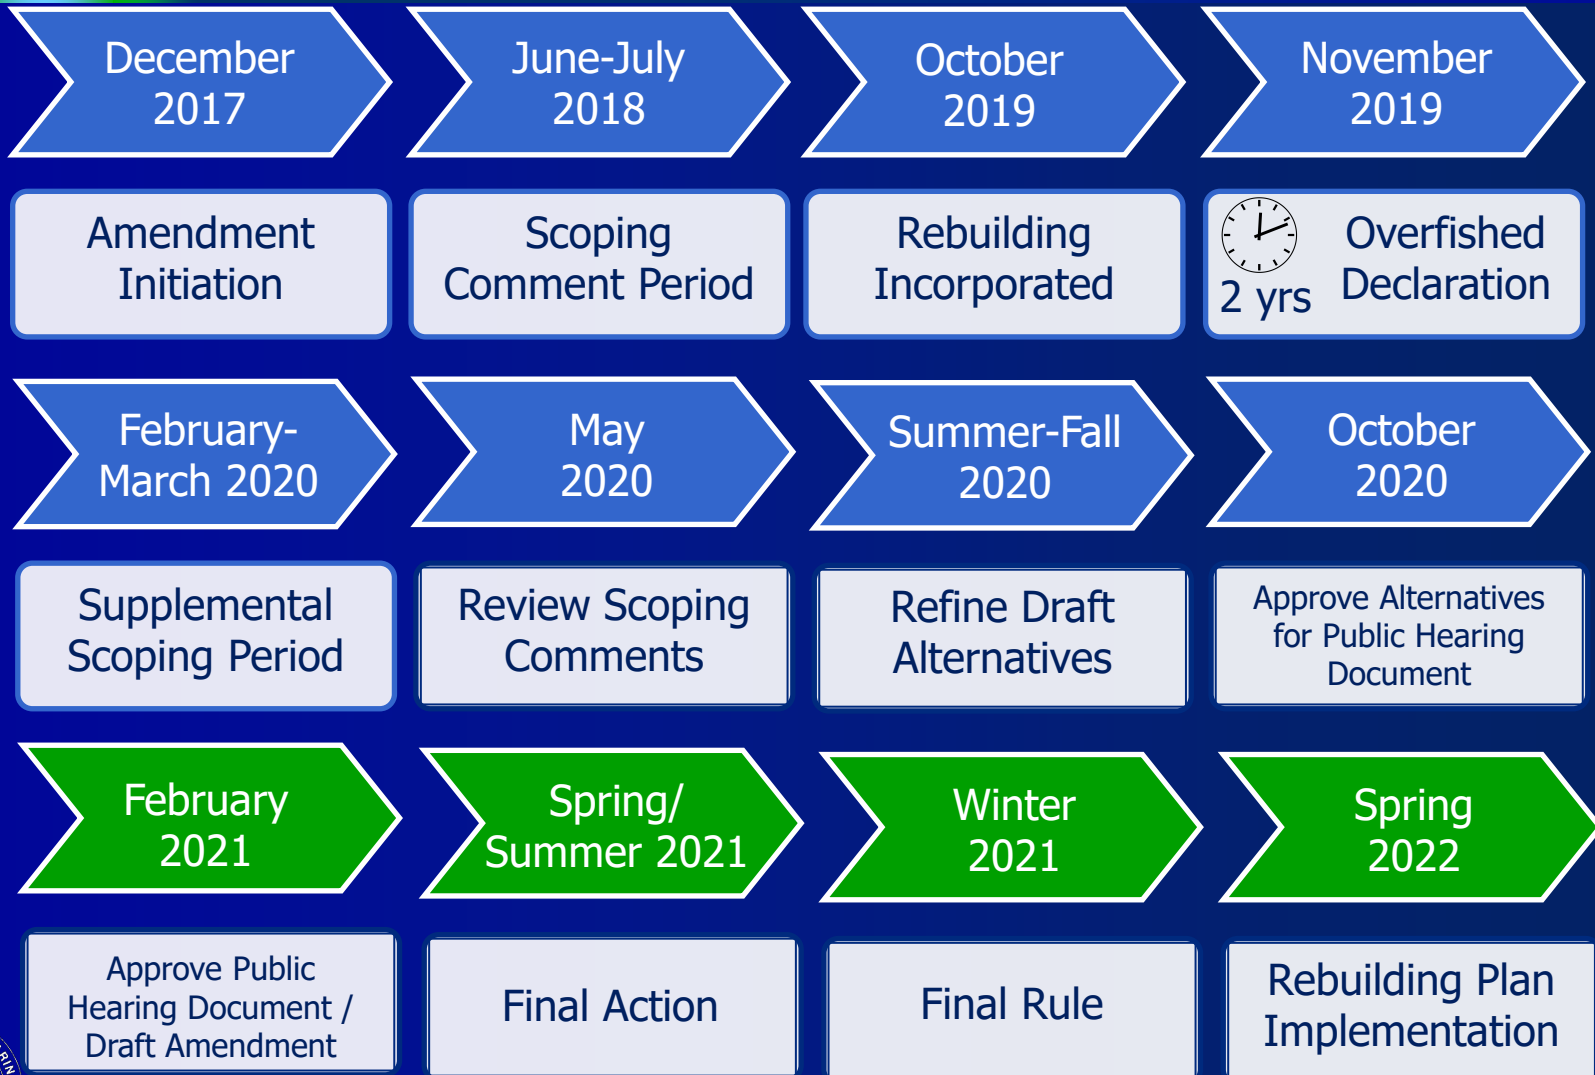 December
2017
June-July
2018
October
2019
November
2019
Amendment
Initiation
Scoping
Comment Period
Rebuilding
Incorporated
2 yrs
Overfished
Declaration
February-
March 2020
May
2020
Summer-Fall
2020
October
2020
Supplemental
Scoping Period
Review Scoping
Comments
Refine Draft
Alternatives
Approve Alternatives
for Public Hearing
Document
February
2021
Spring/
Summer 2021
Winter
2021
Spring
2022
Approve Public
Hearing Document /
Draft Amendment
Final Action
Final Rule
Rebuilding Plan
Implementation